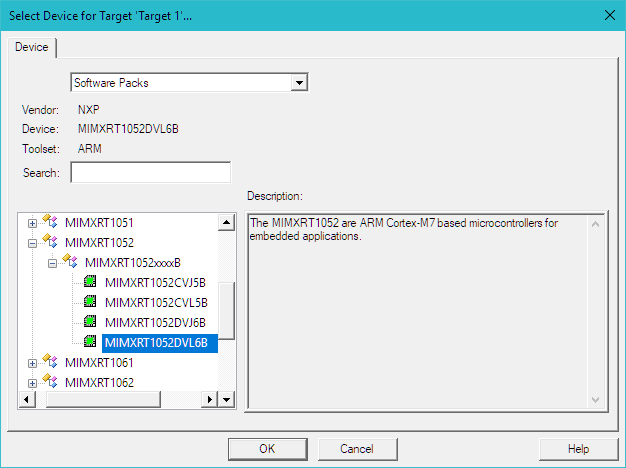 Select Device for Target 'Target 1'...
Device
Software Packs
Vendor: NXP
Device: MIMXRT1052DVL6B
Toolset: ARM
Search:
Description:
MIMXRT1051
MIMXRT1052
MIMXRT1052xxxxB
MIMXRT1052CVJ5B
MIMXRT1052CVL5B
MIMXRT1052DVJ6B
MIMXRT1052DVL6B
MIMXRT1061
MIMXRT1062
The MIMXRT1052 are ARM Cortex-M7 based microcontrollers for
embedded applications.
OK
Cancel
Help